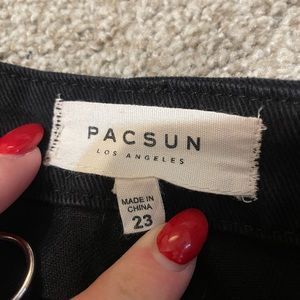 PACSUN
LOS ANGELES
MADE IN
CHINA
23